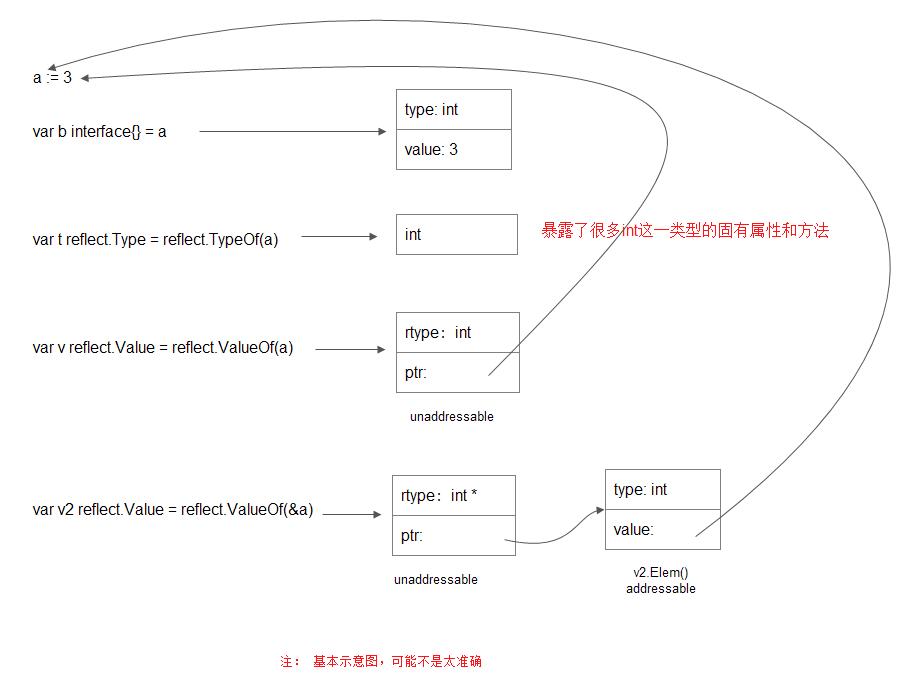 a := 3
var b interface{} = a
type: int
value: 3
var t reflect.Type = reflect.TypeOf(a)
int
暴露了很多int这一类型的固有属性和方法
var v reflect.Value = reflect.ValueOf(a)
rtype：int
ptr:
unaddressable
var v2 reflect.Value = reflect.ValueOf(&a)
rtype：int *
ptr:
unaddressable
type: int
value:
v2.Elem()
addressable
注： 基本示意图，可能不是太准确